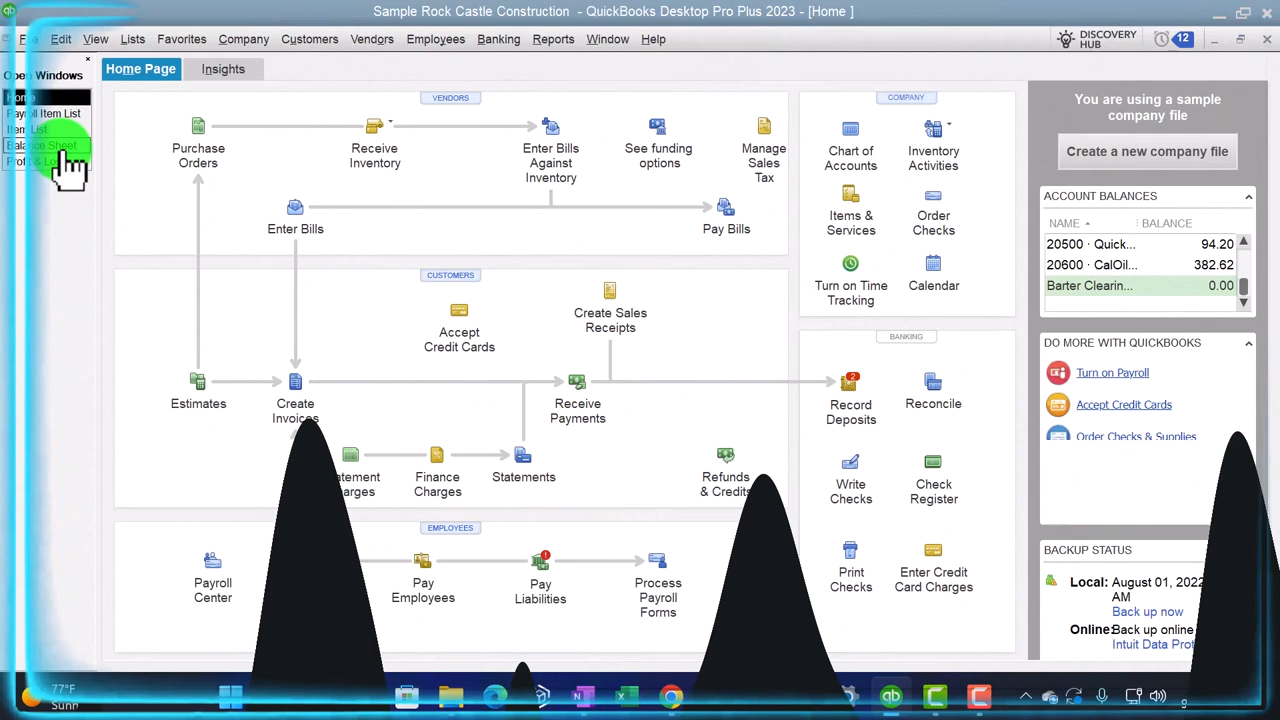 Sample Rock Castle Construction - QuickBooks Desktop Pro Plus 2023 - [Home ]
File Edit View Lists Favorites Company Customers Vendors Employees Banking Reports Window Help
DISCOVERY
HUB
12
Open Windows
Home
Payroll Item List
Item List
Balance Sheet
Home Page
Insights
VENDORS
Purchase
Orders
Receive
Inventory
Enter Bills
Against
Inventory
See funding
options
Manage
Sales
Tax
Enter Bills
Pay Bills
CUSTOMERS
Accept
Credit Cards
Create Sales
Receipts
Estimates
Create
Invoices
Receive
Payments
Finance
Charges
Statements
Refunds
& Credits
EMPLOYEES
Payroll
Center
Pay
Employees
Pay
Liabilities
Process
Payroll
Forms
COMPANY
Chart of
Accounts
Inventory
Activities
Items &
Services
Order
Checks
Turn on Time
Tracking
Calendar
BANKING
2
Record
Deposits
Reconcile
Write
Checks
Check
Register
Print
Checks
Enter Credit
Card Charges
You are using a sample
company file
Create a new company file
ACCOUNT BALANCES
NAME BALANCE
20500 · Quick... 94.20
20600 · CalOil... 382.62
Barter Clearin... 0.00
DO MORE WITH QUICKBOOKS
Turn on Payroll
Accept Credit Cards
Order Checks & Supplies
BACKUP STATUS
Local: August 01, 2022
AM
Back up now
Online: Back up online
Intuit Data Prot
77°F
Sunn